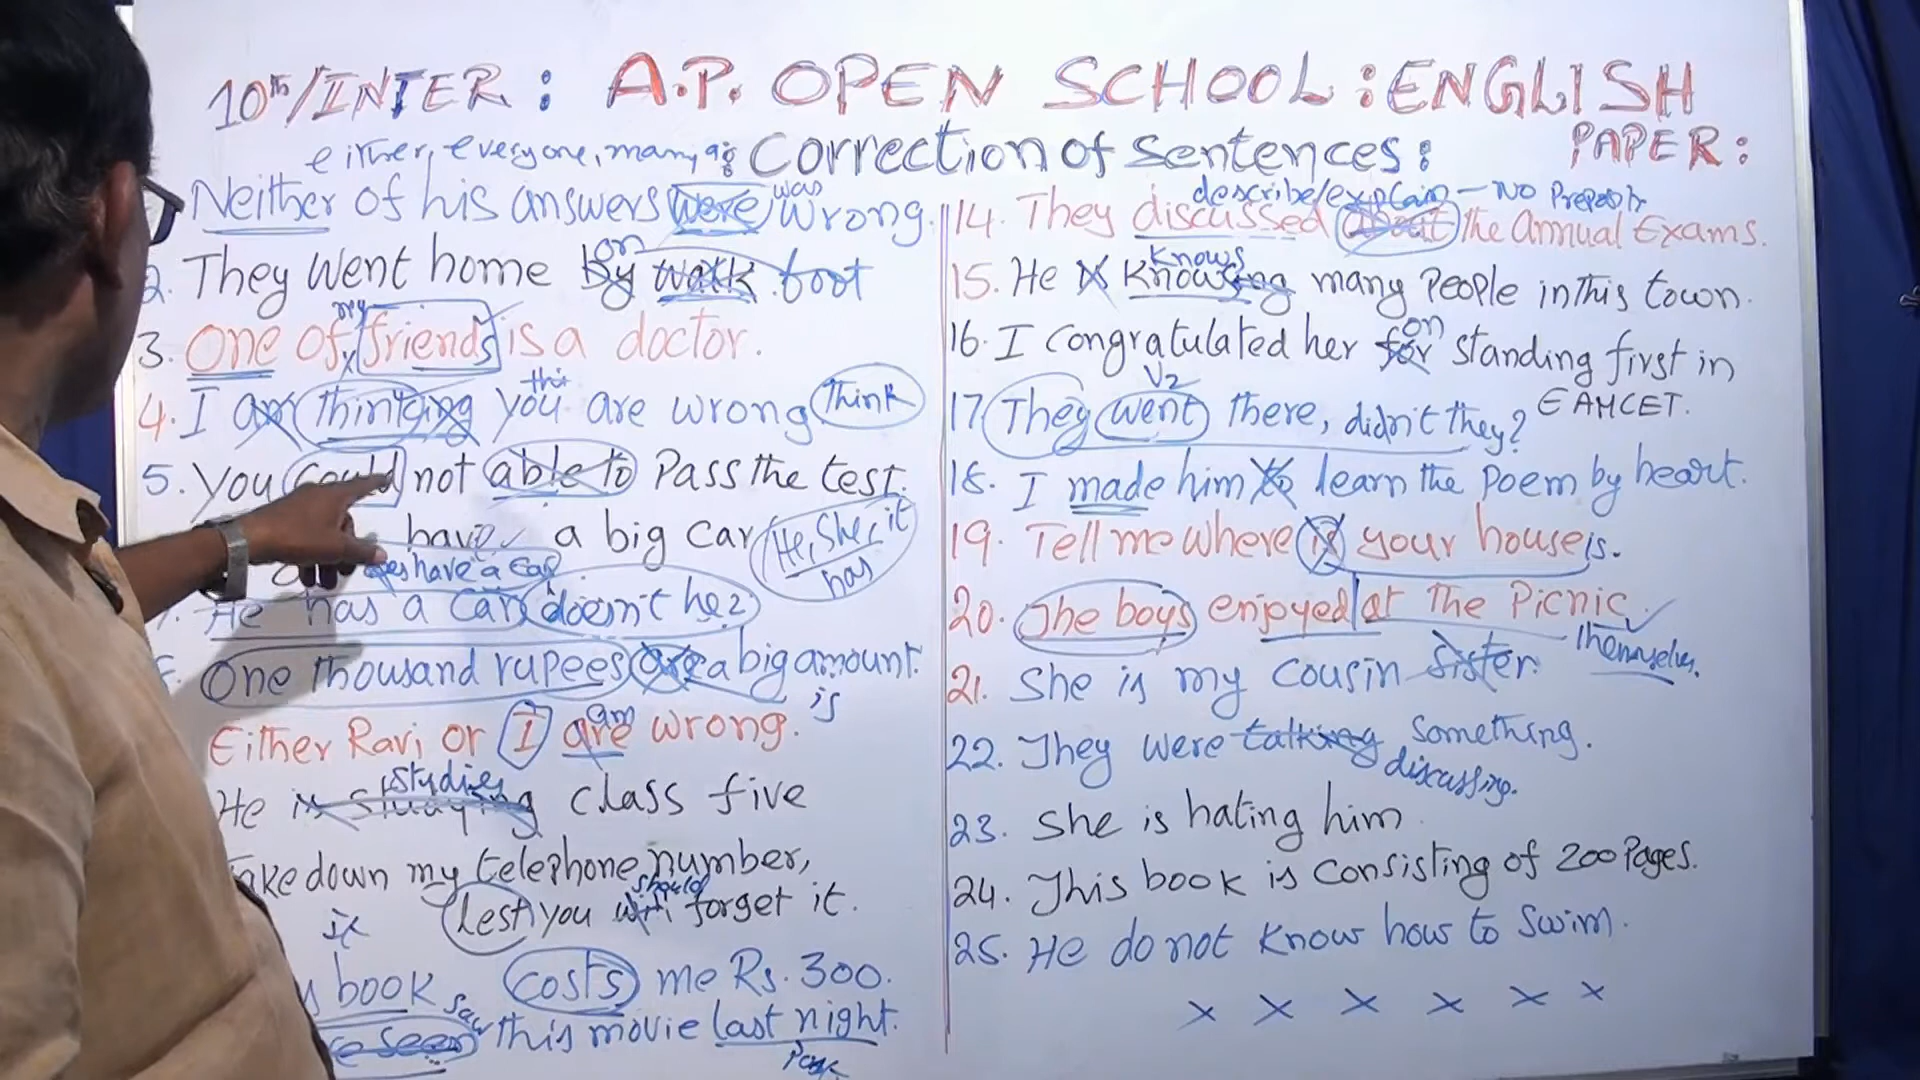 10th/INTER : A.P. OPEN SCHOOL : ENGLISH
PAPER :
either, everyone, many a : Correction of Sentences :
Neither of his answers were was wrong.
2. They went home by on walk foot
3. One of my friends is a doctor.
4. I am thinking this you are wrong think
5. You could not able to pass the test.
have a big car He, She, it
has
have a car
He has a car doesn't he?
One thousand rupees are a big amount.
is
Either Ravi or I are am wrong.
He is studying studies class five
down my telephone number,
lest you will should forget it.
it
book costs me Rs. 300.
seen saw this movie last night.
14. They discussed about the Annual Exams.
describe/explain - No
15. He is knowing knows many people in this town.
16. I congratulated her for on standing first in
EAMCET.
17 They went V2 there, didn't they?
18. I made him to learn the poem by heart.
19. Tell me where is your house is.
20. The boys enjoyed at the Picnic.
themselves.
21. She is my cousin sister.
22. They were talking something.
discussing.
23. She is hating him.
24. This book is consisting of 200 Pages.
25. He do not know how to swim.
x x x x x x